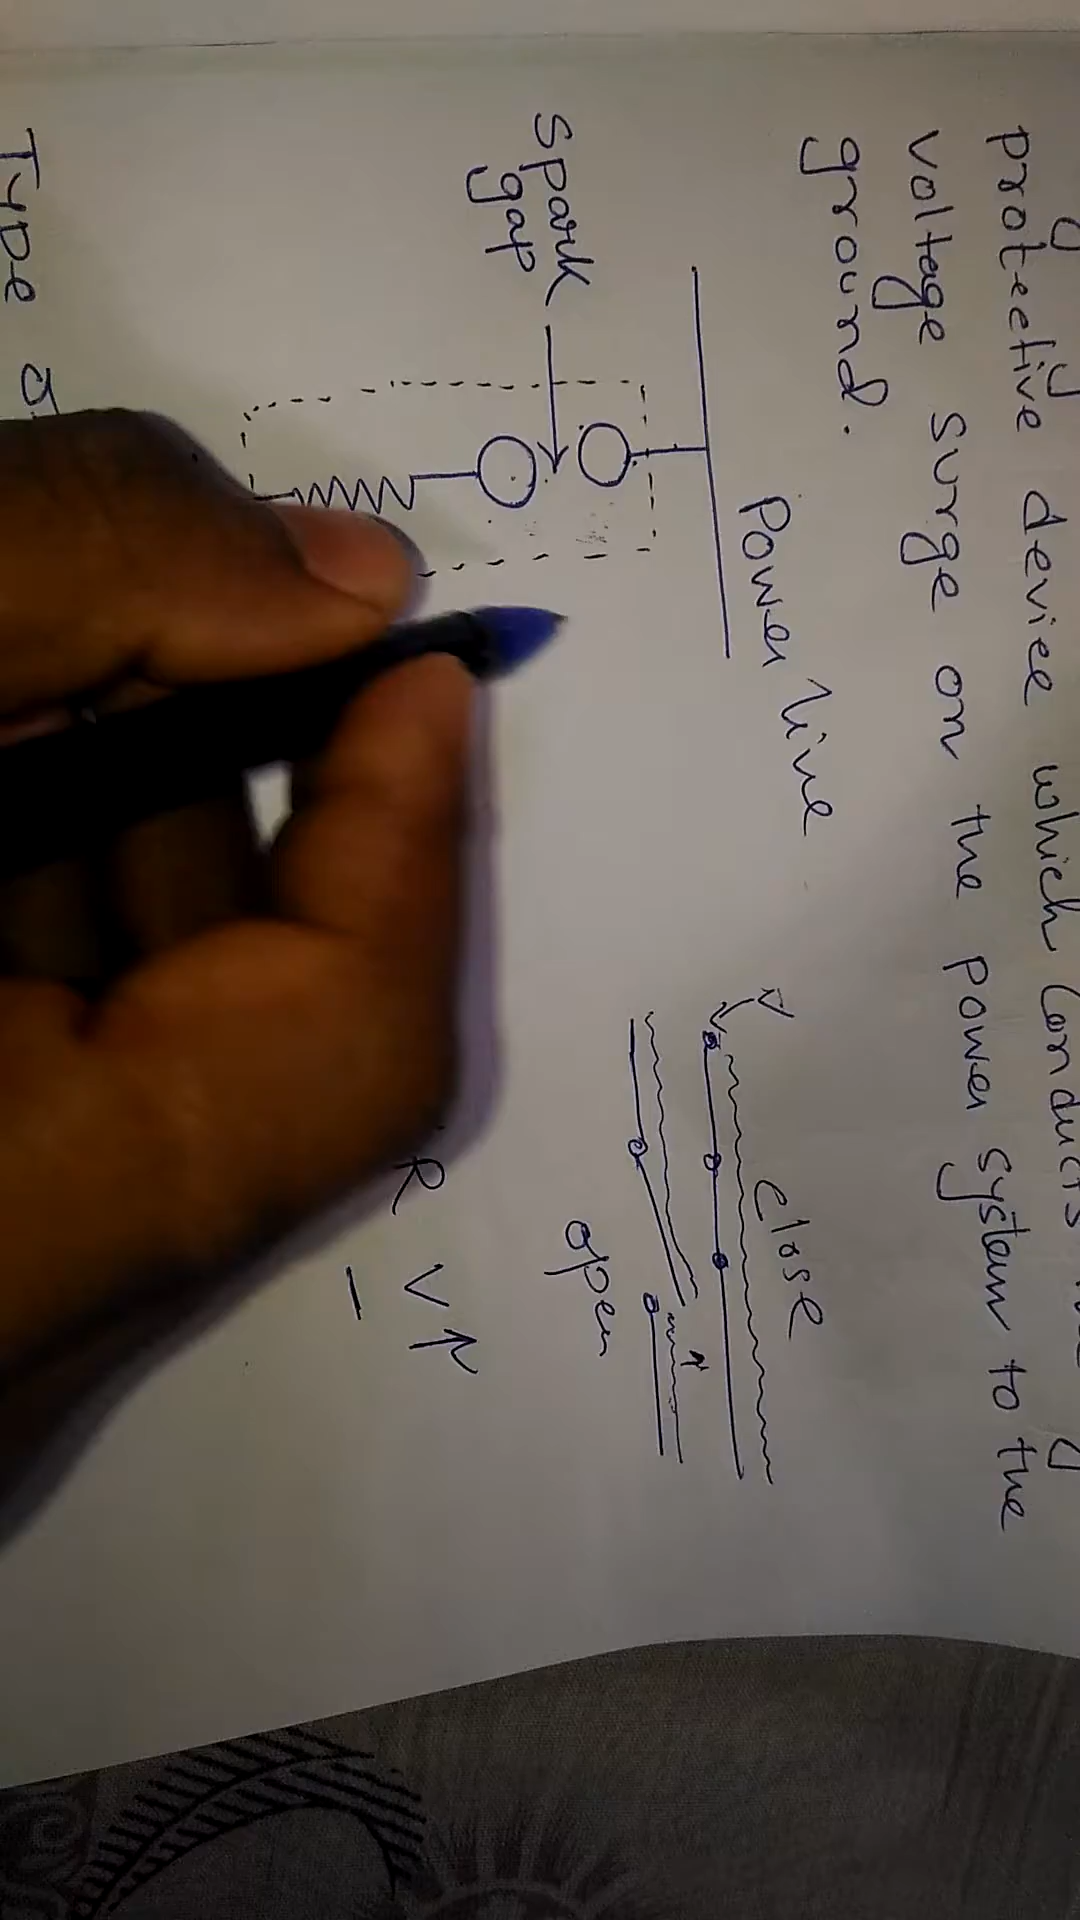 protective device which conducts
voltage surge on the power system to the
ground.
Power line
close
Spark
gap
open
R V↑
Type